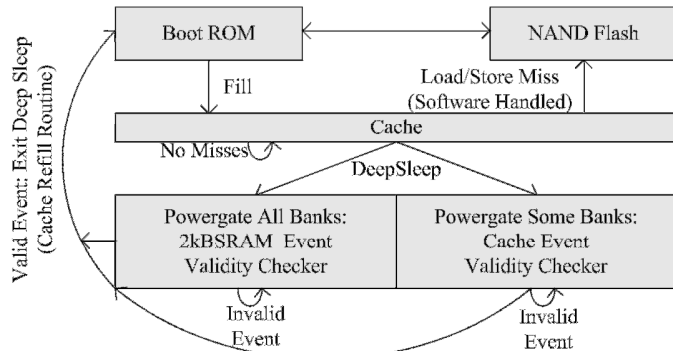 Boot ROM
NAND Flash
Fill
Load/Store Miss
(Software Handled)
Cache
No Misses
DeepSleep
Valid Event: Exit Deep Sleep
(Cache Refill Routine)
Powergate All Banks:
2kBSRAM Event
Validity Checker
Powergate Some Banks:
Cache Event
Validity Checker
Invalid
Event
Invalid
Event